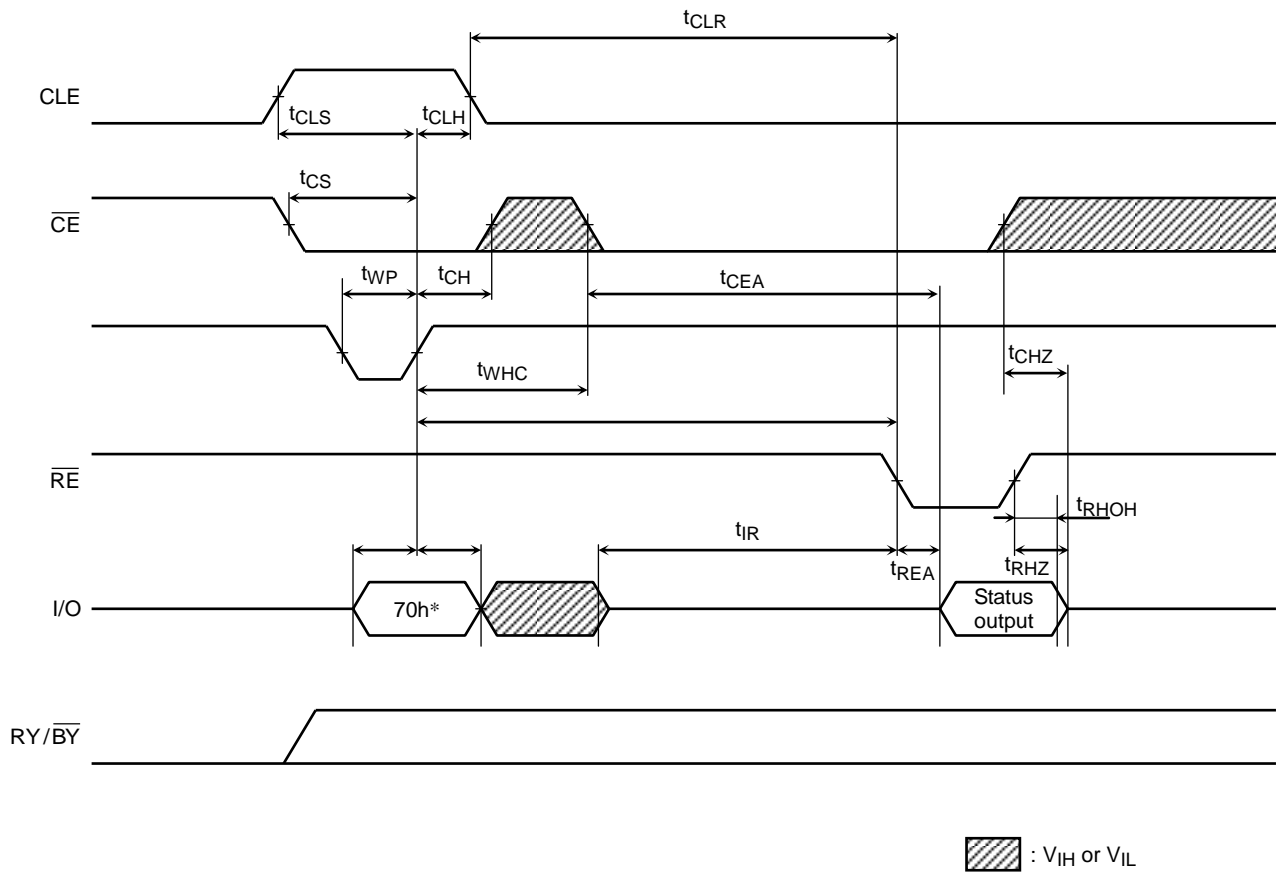 tCLR
CLE
tCLS
tCLH
tCS
CE
tWP
tCH
tCEA
tCHZ
tWHC
RE
tRHOH
tIR
tREA
tRHZ
I/O
70h*
Status
output
RY/BY
: VIH or VIL